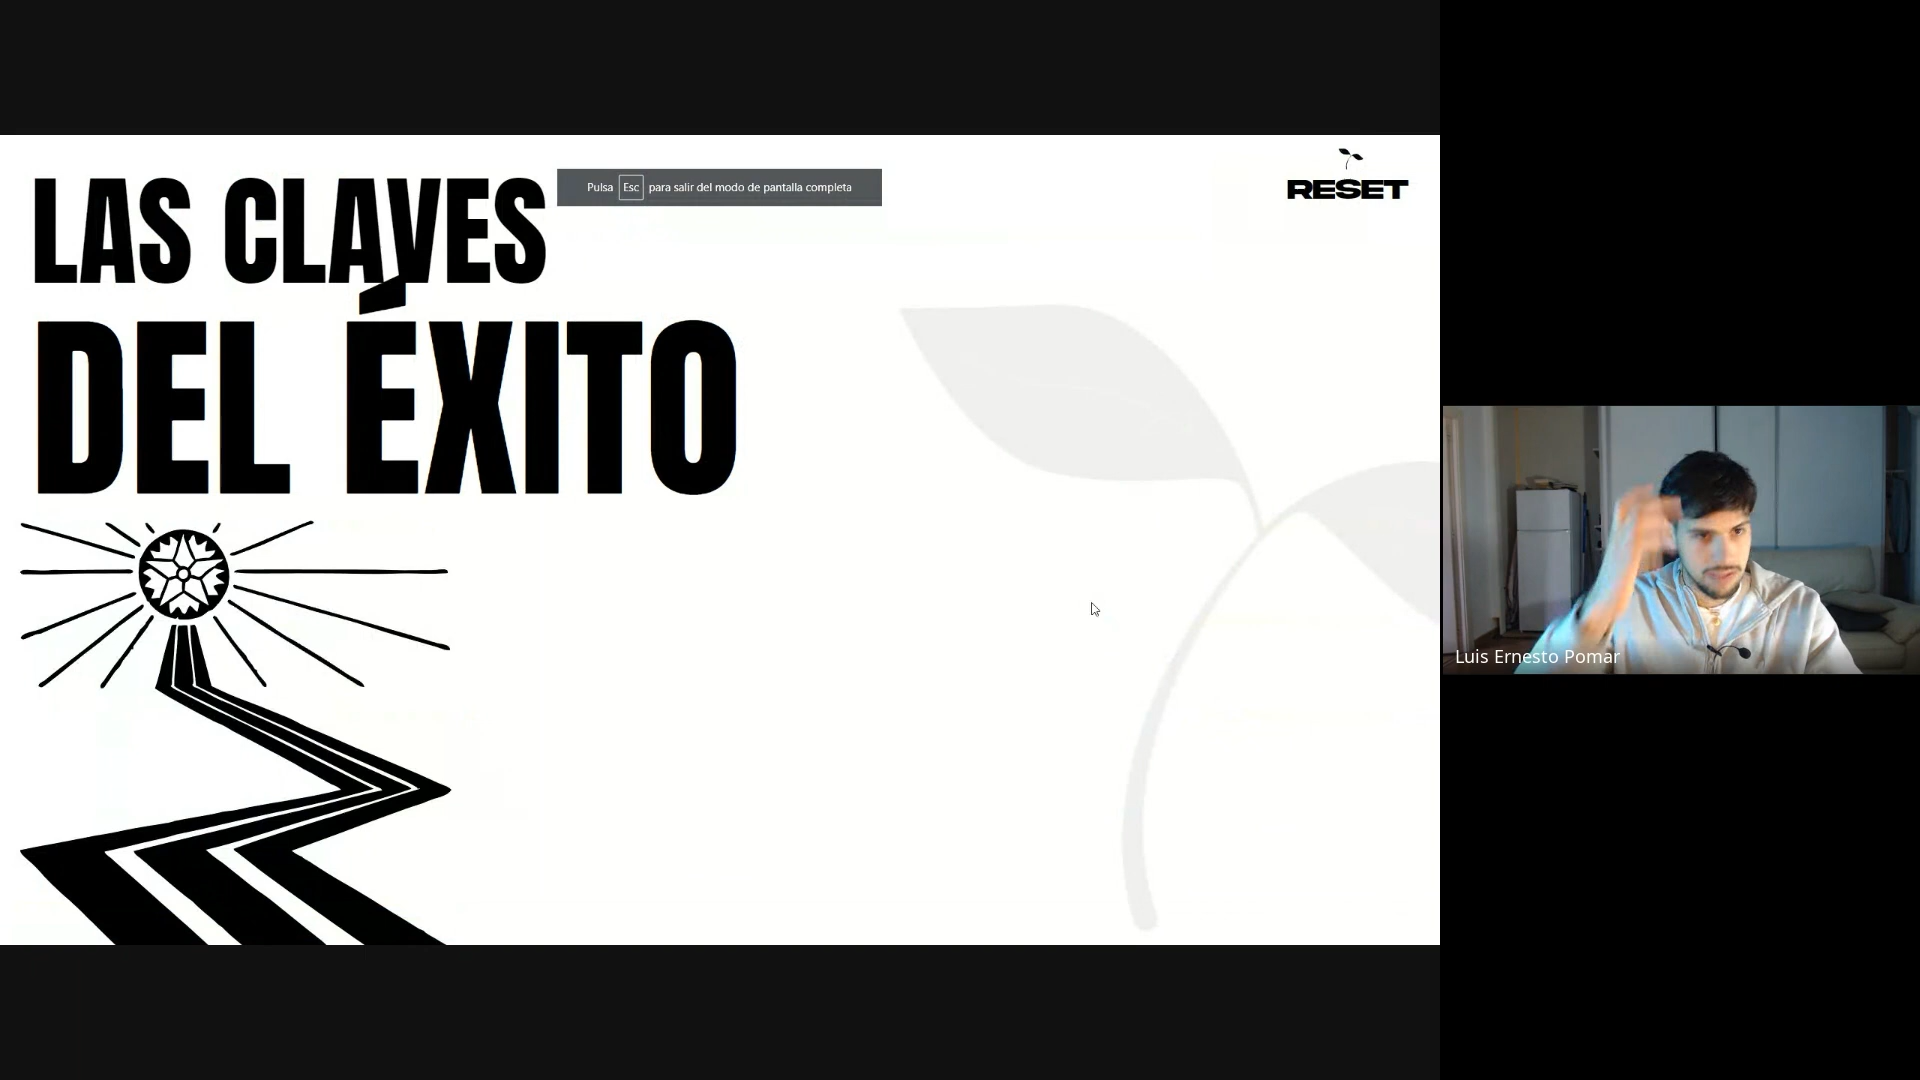 LAS CLAVES
DEL ÉXITO
Pulsa Esc para salir del modo de pantalla completa
RESET
Luis Ernesto Pomar